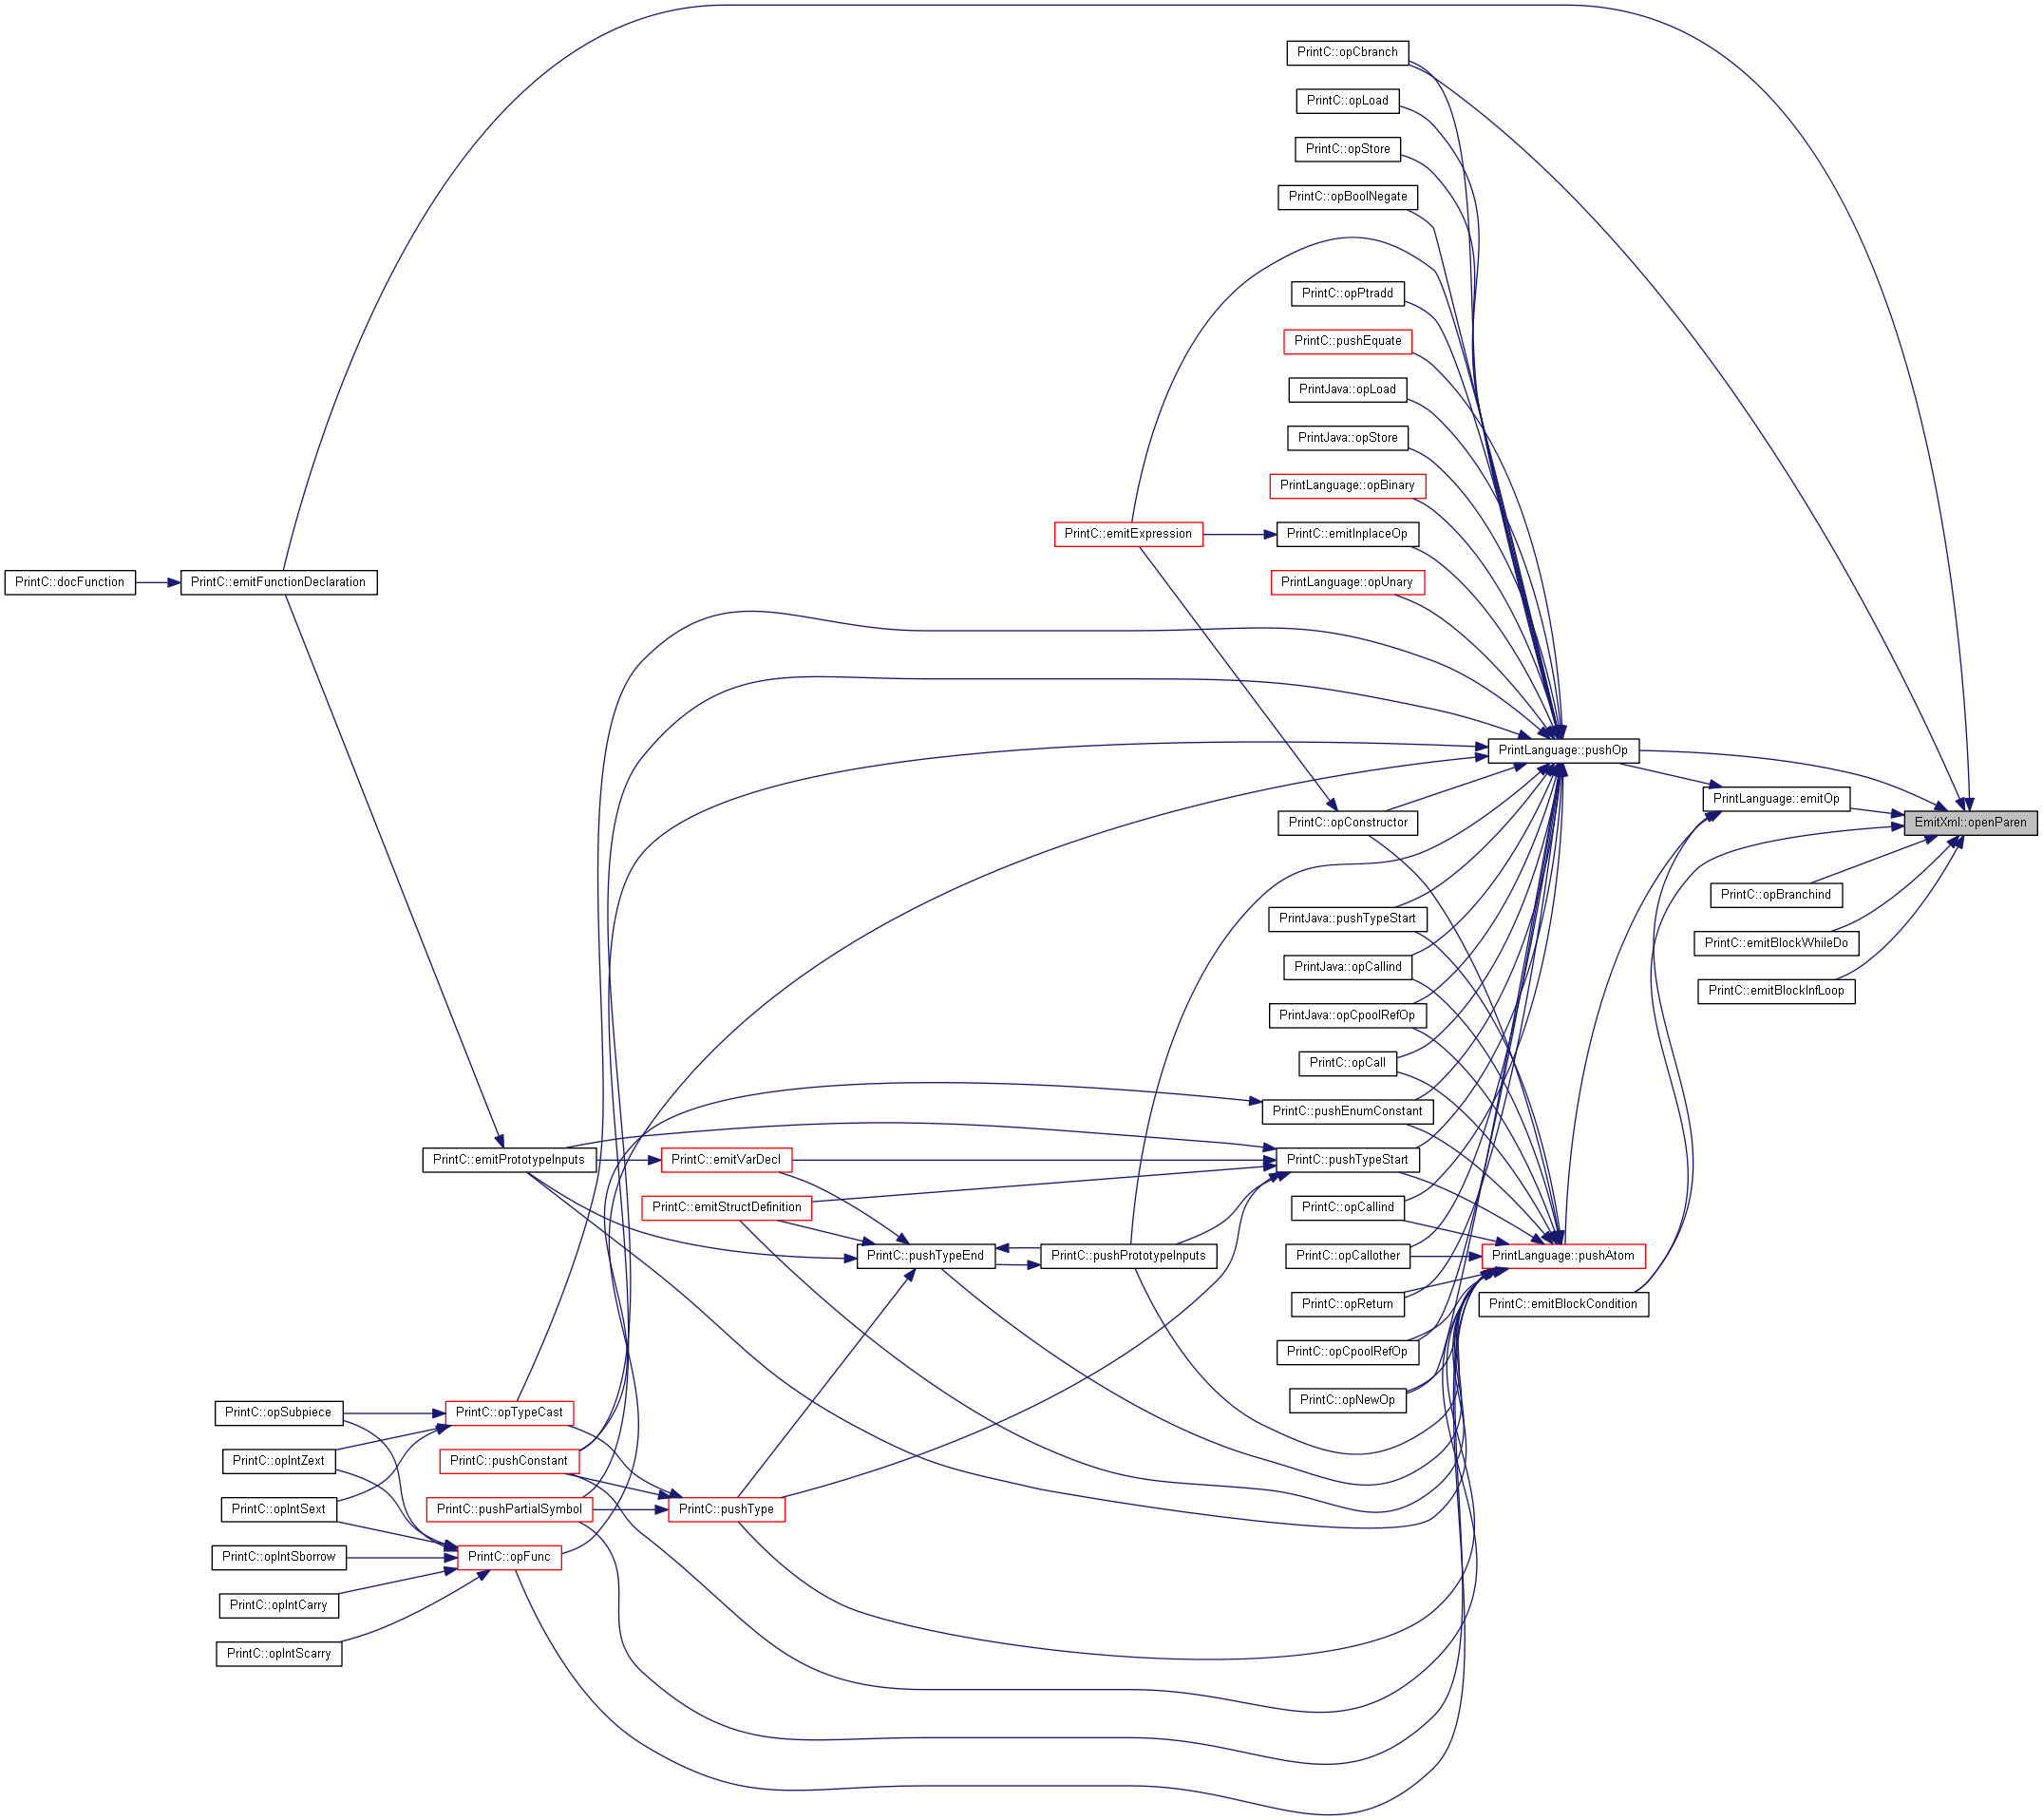 PrintC::opCbranch
PrintC::opLoad
PrintC::opStore
PrintC::opBoolNegate
PrintC::opPtradd
PrintC::pushEquate
PrintJava::opLoad
PrintJava::opStore
PrintLanguage::opBinary
PrintC::emitExpression
PrintC::emitInplaceOp
PrintC::docFunction
PrintC::emitFunctionDeclaration
PrintLanguage::opUnary
PrintLanguage::pushOp
PrintLanguage::emitOp
PrintC::opConstructor
EmitXml::openParen
PrintC::opBranchind
PrintJava::pushTypeStart
PrintC::emitBlockWhileDo
PrintJava::opCallind
PrintC::emitBlockInfLoop
PrintJava::opCpoolRefOp
PrintC::opCall
PrintC::pushEnumConstant
PrintC::emitPrototypeInputs
PrintC::emitVarDecl
PrintC::pushTypeStart
PrintC::emitStructDefinition
PrintC::opCallind
PrintC::pushTypeEnd
PrintC::pushPrototypeInputs
PrintC::opCallother
PrintLanguage::pushAtom
PrintC::opReturn
PrintC::emitBlockCondition
PrintC::opCpoolRefOp
PrintC::opNewOp
PrintC::opSubpiece
PrintC::opTypeCast
PrintC::opIntZext
PrintC::pushConstant
PrintC::opIntSext
PrintC::pushPartialSymbol
PrintC::pushType
PrintC::opIntSborrow
PrintC::opFunc
PrintC::opIntCarry
PrintC::opIntScarry